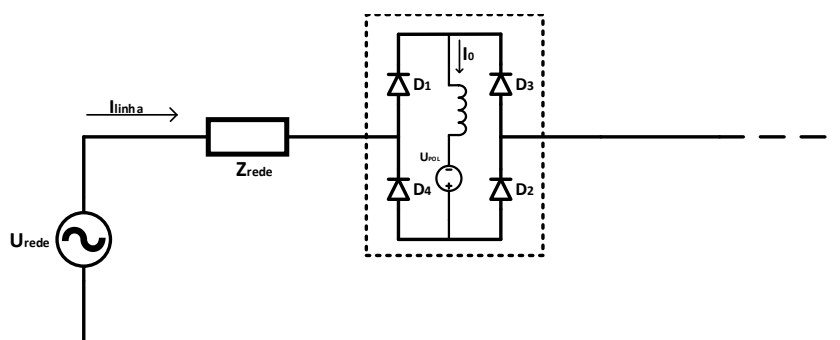 I0
D1
D3
Ilinha
UPOL
Zrede
-
+
D4
D2
Urede